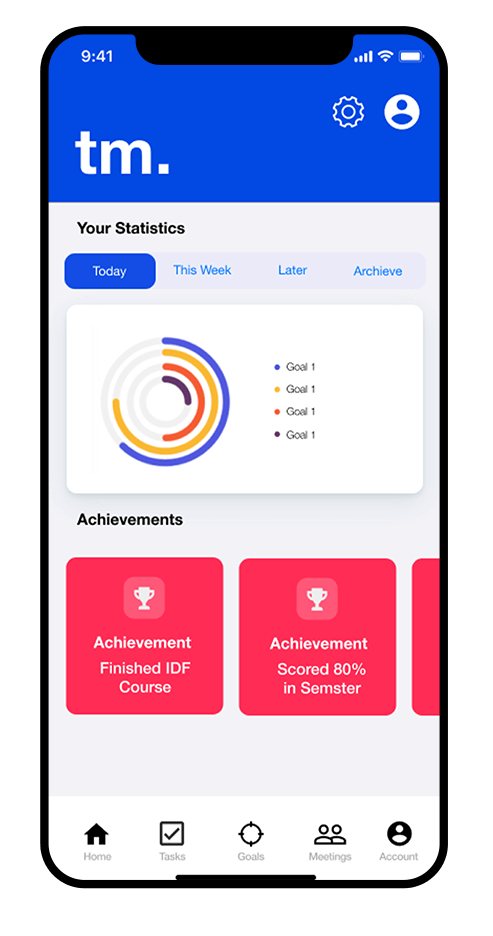 9:41
tm.
Your Statistics
Today
This Week
Later
Archieve
Goal 1
Goal 1
Goal 1
Goal 1
Achievements
Achievement
Finished IDF
Course
Achievement
Scored 80%
in Semster
Home
Tasks
Goals
Meetings
Account